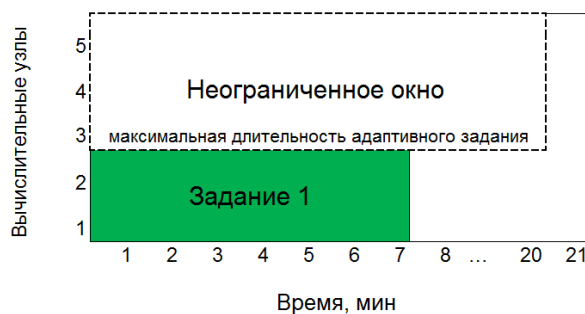 Вычислительные узлы
5
4
3
2
1
Неограниченное окно
максимальная длительность адаптивного задания
Задание 1
1 2 3 4 5 6 7 8 ... 20 21
Время, мин